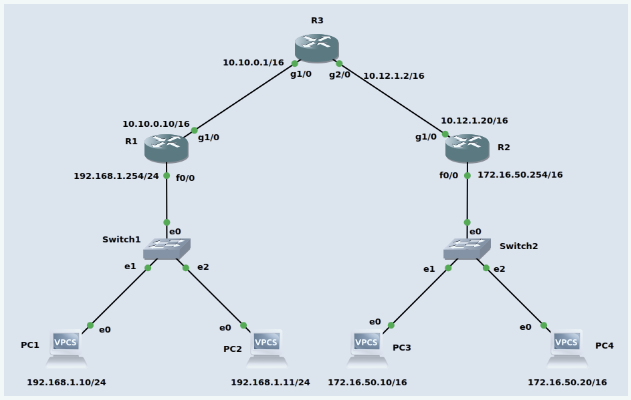 R3
10.10.0.1/16
g1/0
g2/0
10.12.1.2/16
10.10.0.10/16
10.12.1.20/16
R1
g1/0
g1/0
R2
192.168.1.254/24
f0/0
f0/0
172.16.50.254/16
e0
e0
Switch1
Switch2
e1
e2
e1
e2
e0
e0
e0
e0
PC1
VPCS
PC2
VPCS
VPCS
PC3
VPCS
PC4
192.168.1.10/24
192.168.1.11/24
172.16.50.10/16
172.16.50.20/16